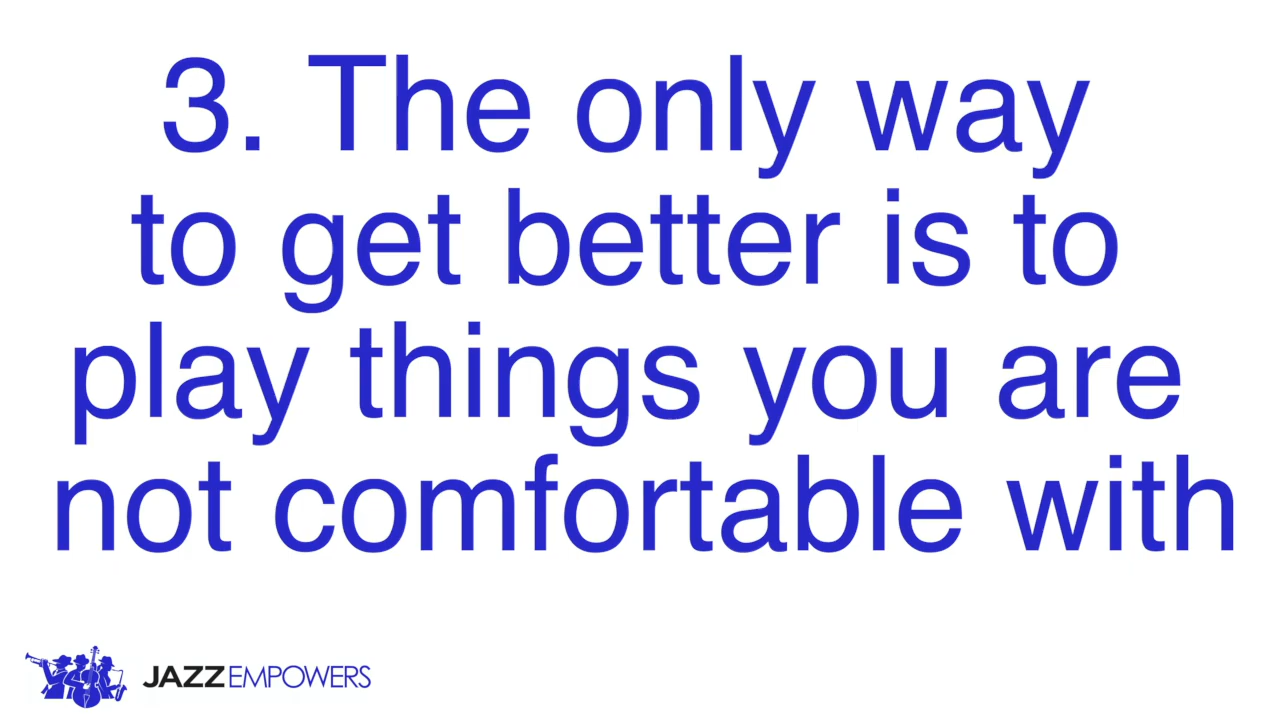 3. The only way
to get better is to
play things you are
not comfortable with
JAZZEMPOWERS